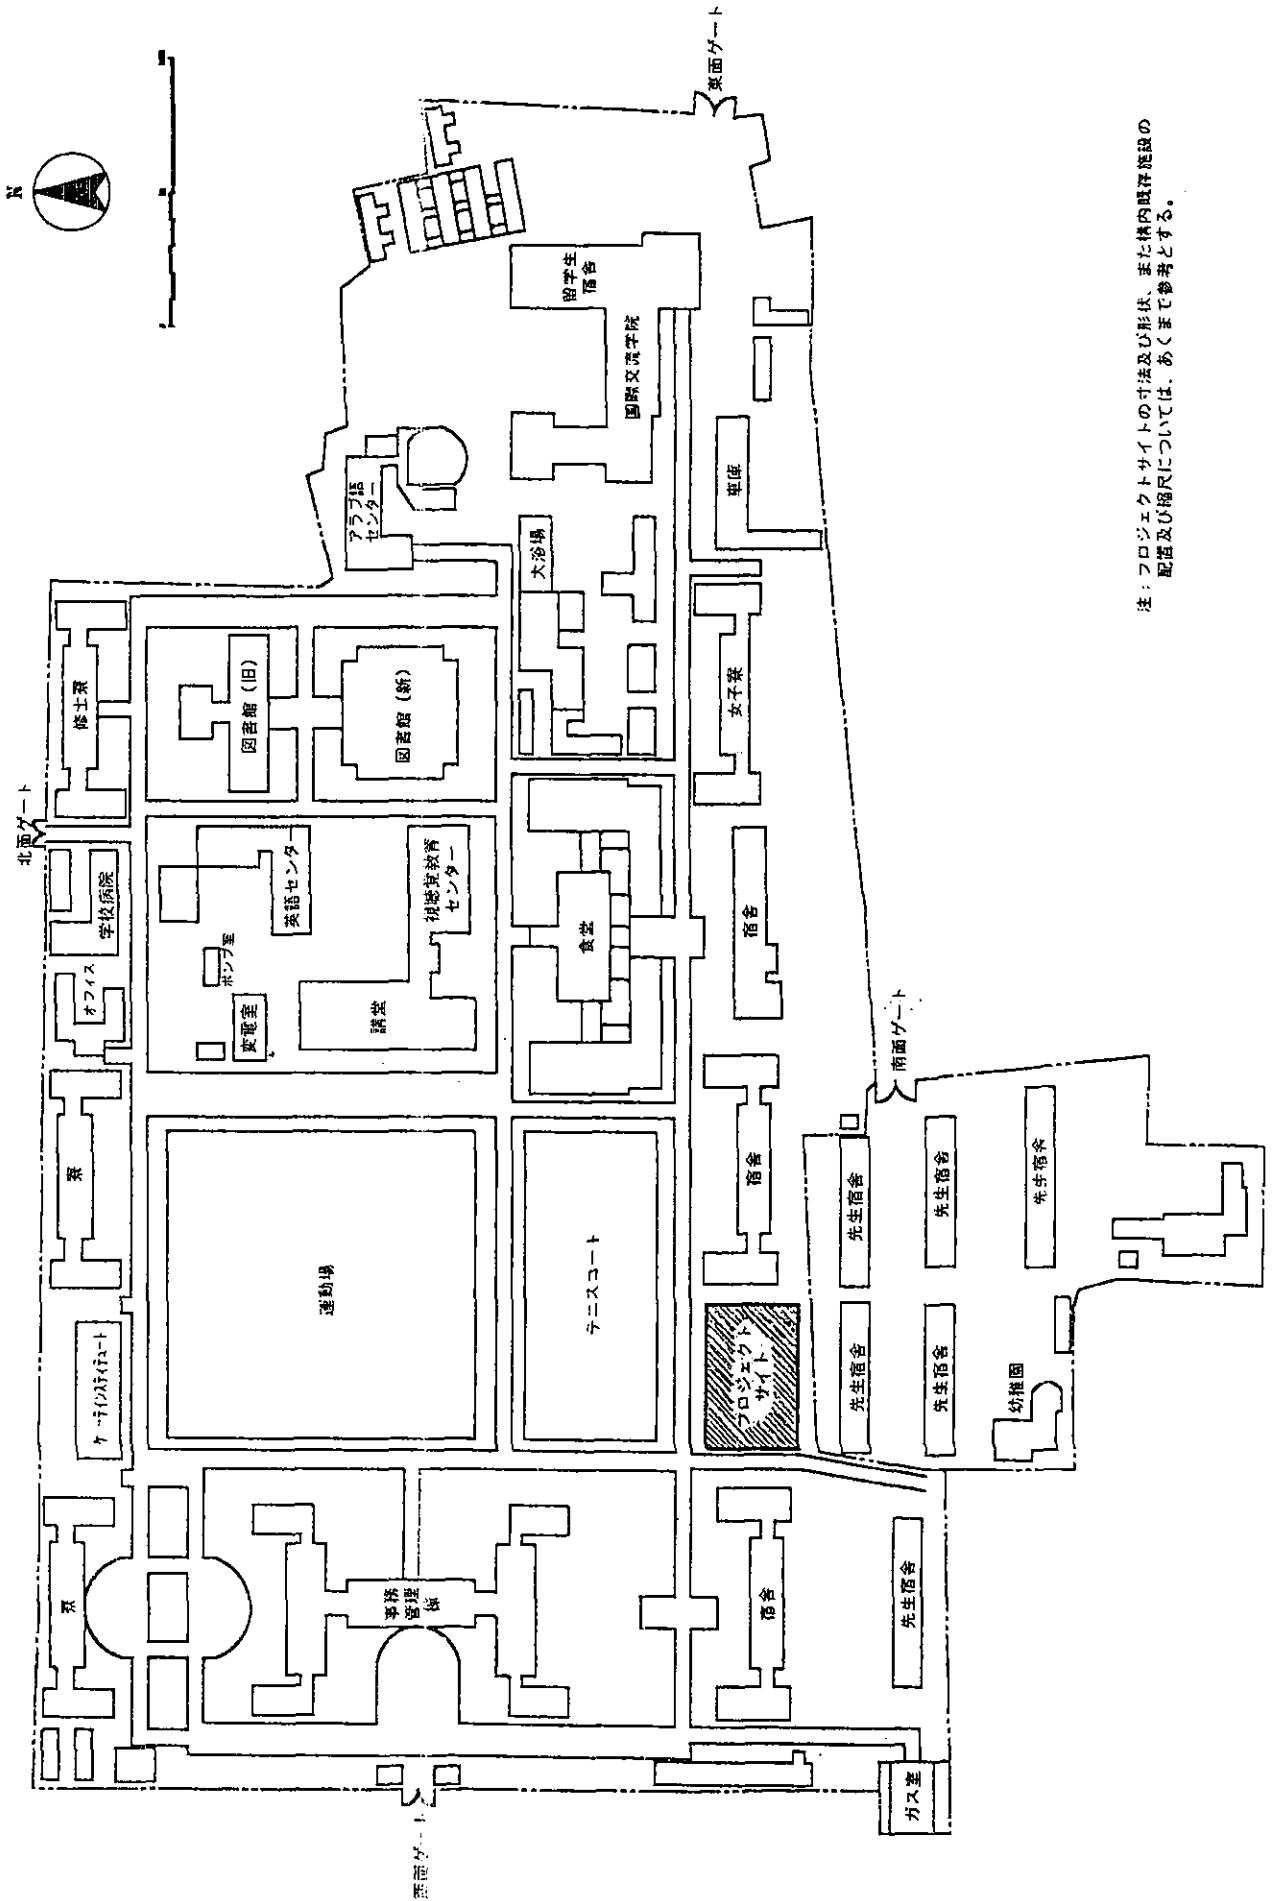 N
北面ゲート
東面ゲート
南面ゲート
西面ゲート
修士寮
図書館（旧）
図書館（新）
アラブ語
センター
留学生
宿舎
国際交流学院
大浴場
車庫
女子寮
学校病院
オフィス
英語センター
ポンプ室
変電室
視聴覚教育
センター
講堂
食堂
宿舎
寮
運動場
テニスコート
宿舎
プロジェクト
サイト
先生宿舎
先生宿舎
先生宿舎
先生宿舎
先生宿舎
幼稚園
寮
事務
管理
棟
宿舎
先生宿舎
ガス室
注：プロジェクトサイトの寸法及び形状、また構内既存施設の
配置及び縮尺については、あくまで参考とする。